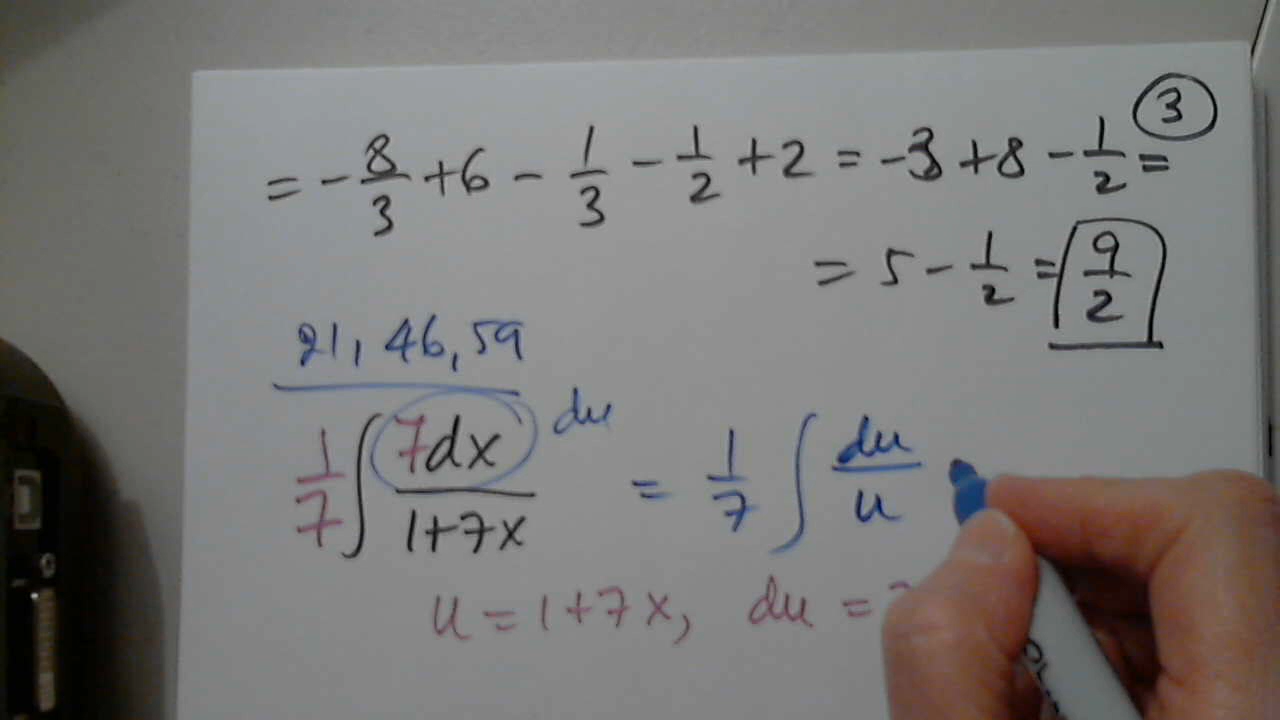 3
= - 8/3 + 6 - 1/3 - 1/2 + 2 = -3 + 8 - 1/2 =
= 5 - 1/2 = 9/2
21, 46, 59
1/7 ∫ 7dx/1+7x du = 1/7 ∫ du/u
u = 1+7x, du =